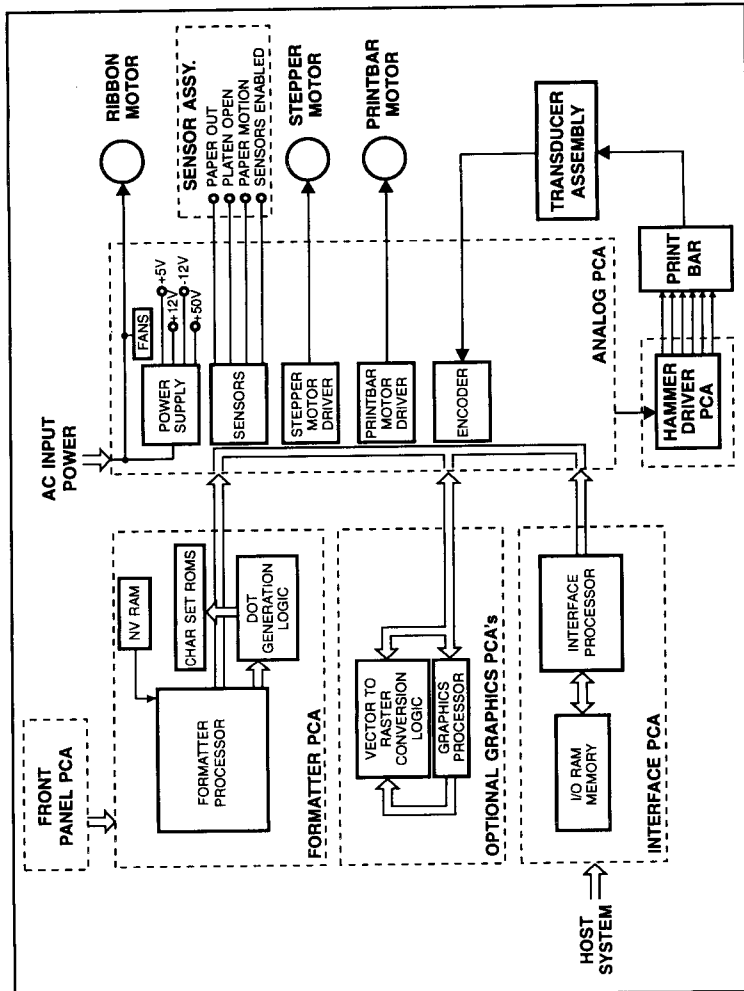 FRONT
PANEL PCA
NV RAM
FORMATTER
PROCESSOR
CHAR SET ROMS
DOT
GENERATION
LOGIC
FORMATTER PCA
VECTOR TO
RASTER
CONVERSION
LOGIC
GRAPHICS
PROCESSOR
OPTIONAL GRAPHICS PCA's
HOST
SYSTEM
I/O RAM
MEMORY
INTERFACE
PROCESSOR
INTERFACE PCA
AC INPUT
POWER
FANS
POWER
SUPPLY
+5V
+12V
-12V
+50V
SENSORS
STEPPER
MOTOR
DRIVER
PRINTBAR
MOTOR
DRIVER
ENCODER
ANALOG PCA
HAMMER
DRIVER
PCA
RIBBON
MOTOR
SENSOR ASSY.
PAPER OUT
PLATEN OPEN
PAPER MOTION
SENSORS ENABLED
STEPPER
MOTOR
PRINTBAR
MOTOR
TRANSDUCER
ASSEMBLY
PRINT
BAR